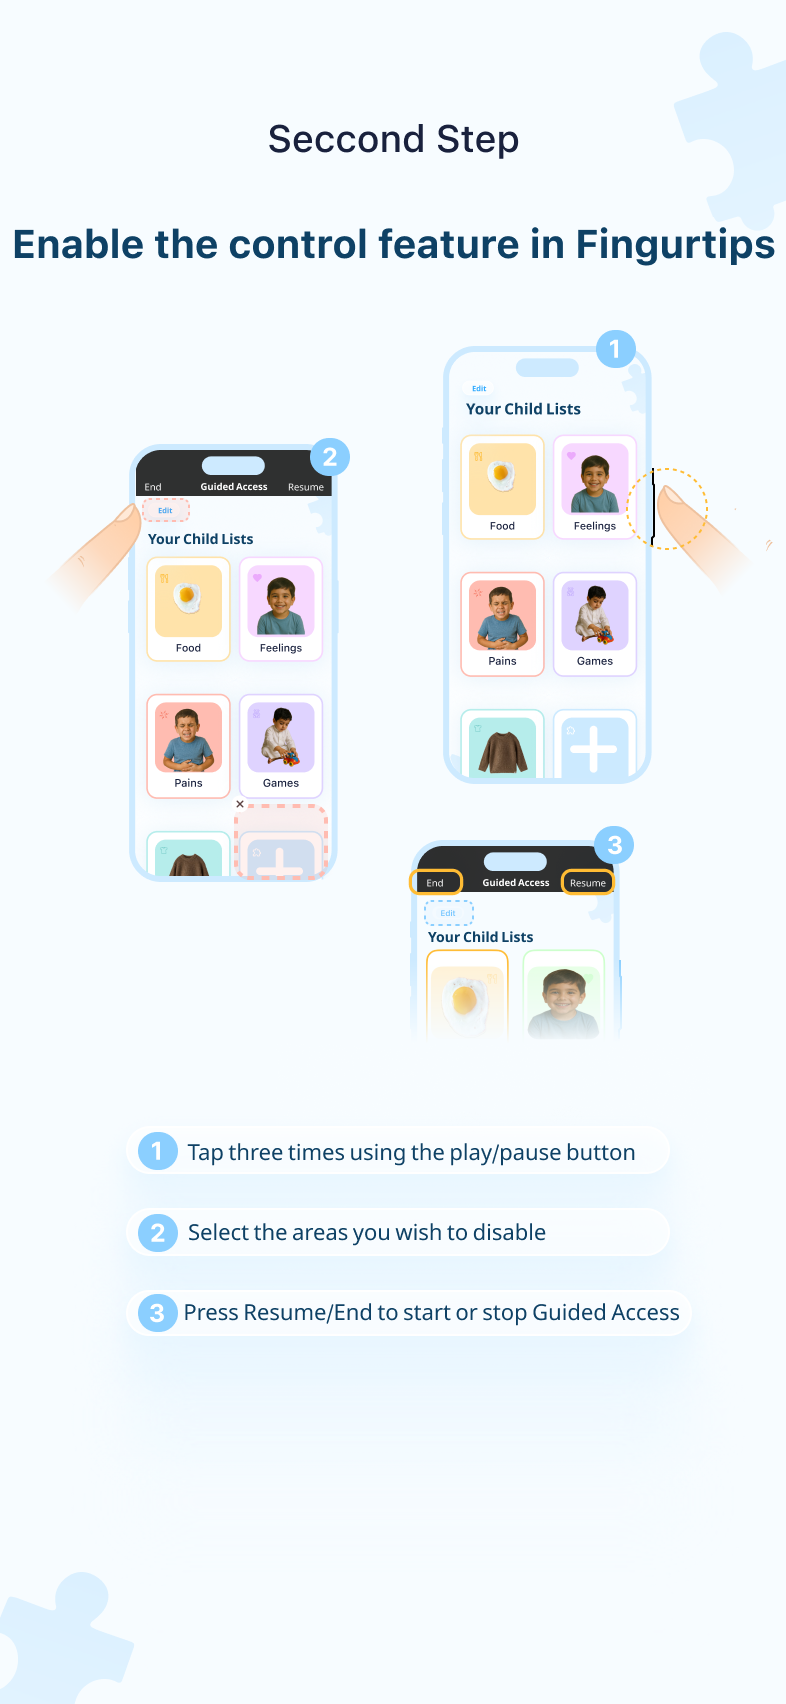 Seccond Step
Enable the control feature in Fingurtips
1
Edit
Your Child Lists
Food
Feelings
Pains
Games
2
End
Guided Access
Resume
Edit
Your Child Lists
Food
Feelings
Pains
Games
×
3
End
Guided Access
Resume
Edit
Your Child Lists
1 Tap three times using the play/pause button
2 Select the areas you wish to disable
3 Press Resume/End to start or stop Guided Access